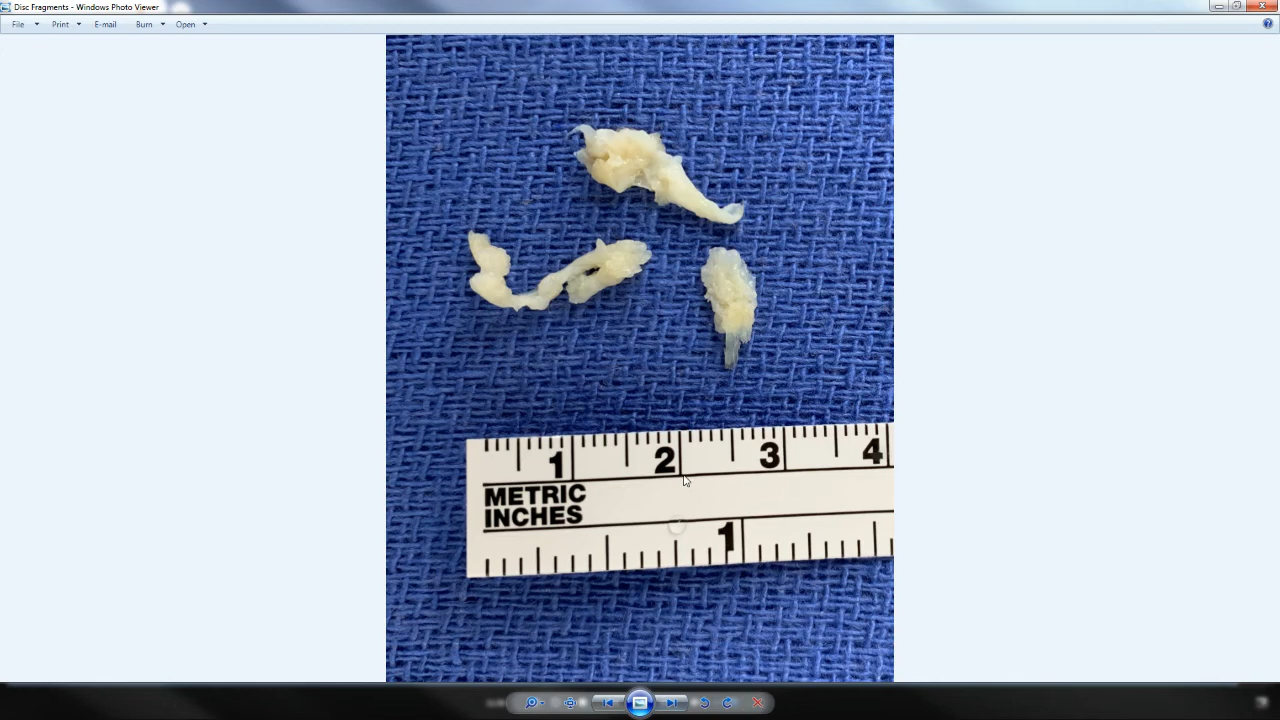 Disc Fragments - Windows Photo Viewer
File Print E-mail Burn Open
1 2 3 4
METRIC
INCHES
1